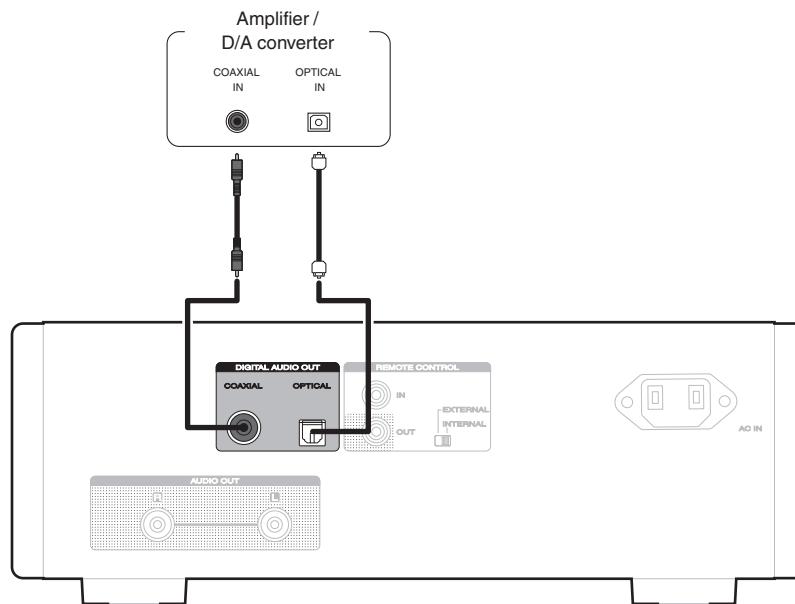 Amplifier /
D/A converter
COAXIAL
IN
OPTICAL
IN
DIGITAL AUDIO OUT
COAXIAL
OPTICAL
REMOTE CONTROL
IN
OUT
EXTERNAL
INTERNAL
AC IN
AUDIO OUT
R
L